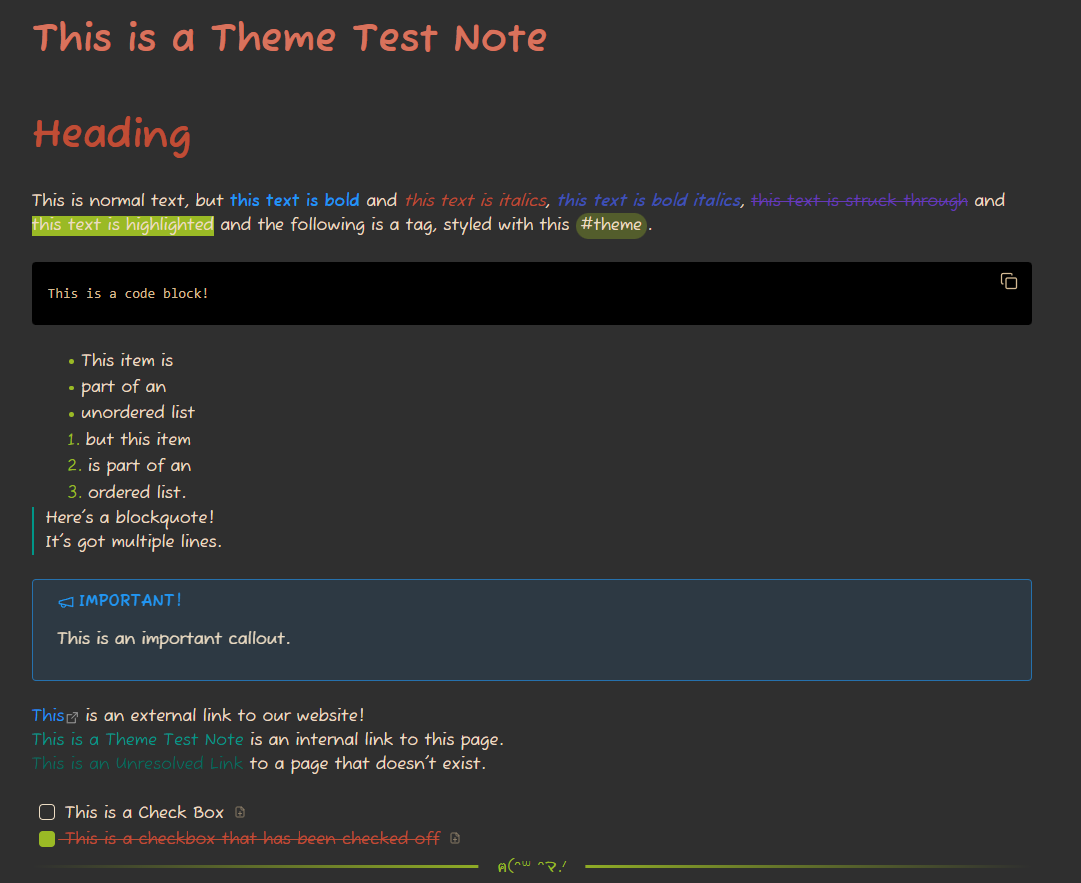 This is a Theme Test Note
Heading
This is normal text, but this text is bold and this text is italics, this text is bold italics, this text is struck through and
this text is highlighted and the following is a tag, styled with this #theme.
This is a code block!
• This item is
• part of an
• unordered list
1. but this item
2. is part of an
3. ordered list.
Here's a blockquote!
It's got multiple lines.
IMPORTANT!
This is an important callout.
This is an external link to our website!
This is a Theme Test Note is an internal link to this page.
This is an Unresolved Link to a page that doesn't exist.
This is a Check Box
This is a checkbox that has been checked off